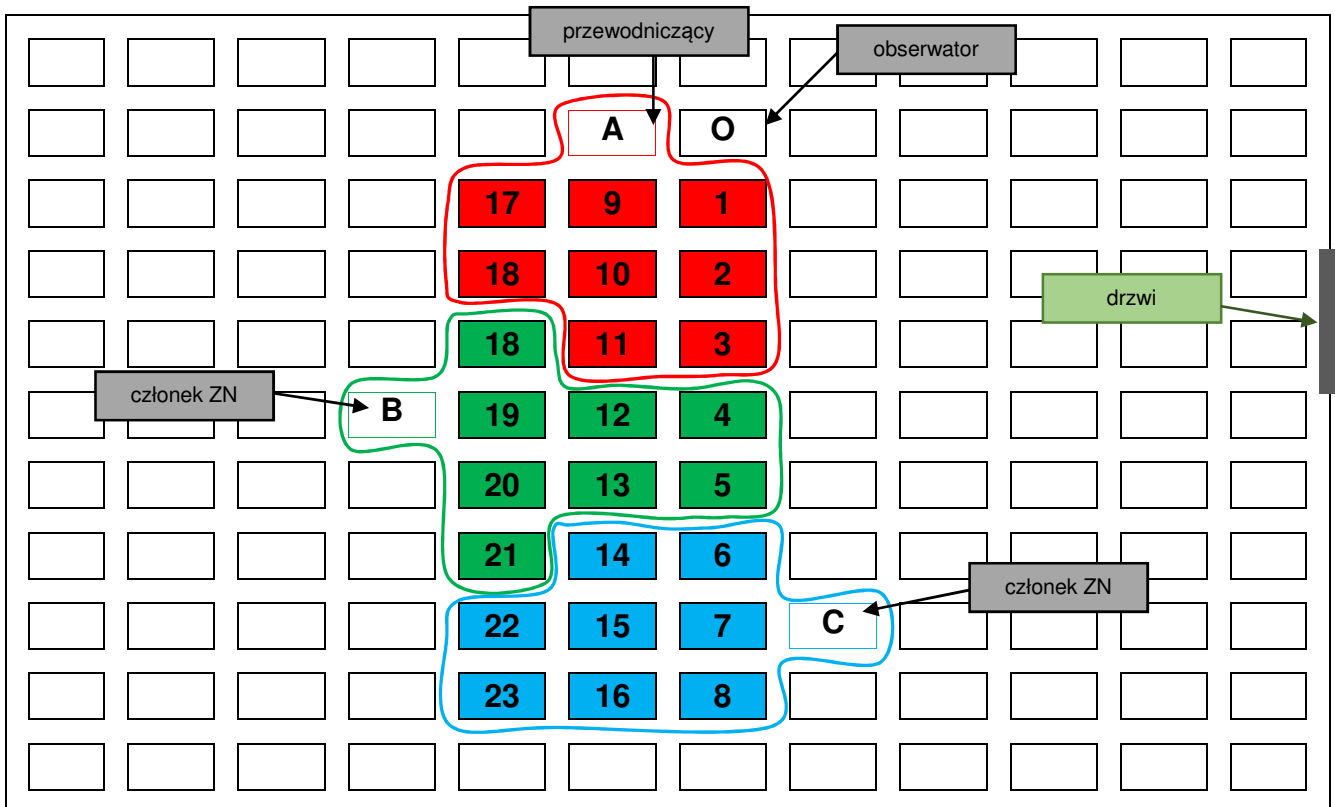 przewodniczący
obserwator
A O
17 9 1
18 10 2
drzwi
18 11 3
członek ZN
B 19 12 4
20 13 5
21 14 6
członek ZN
22 15 7 C
23 16 8